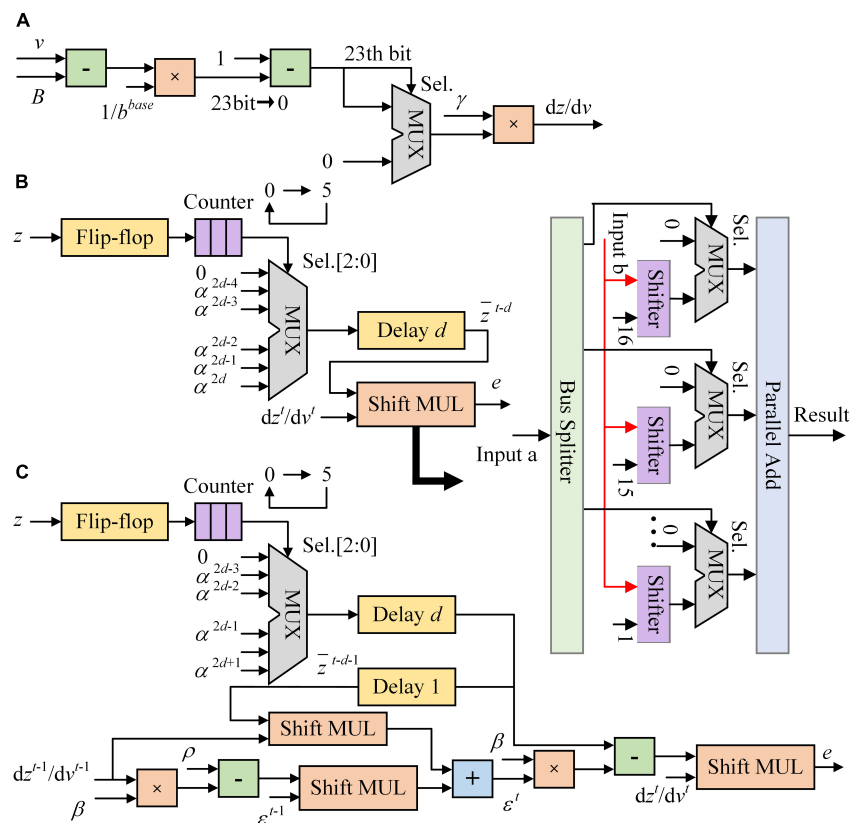 A
v
-
B
1/b^base
×
1
-
23bit→0
23th bit
Sel.
MUX
0
γ
×
dz/dv
B
z
Flip-flop
Counter
0 → 5
Sel.[2:0]
0
α^2d-4
α^2d-3
α^2d-2
α^2d-1
α^2d
MUX
Delay d
z̅^t-d
dz^t/dv^t
Shift MUL
e
Input a
Bus Splitter
Input b
0
Sel.
MUX
Shifter
16
0
Sel.
MUX
Shifter
15
...
0
Sel.
MUX
Shifter
1
Parallel Add
Result
C
z
Flip-flop
Counter
0 → 5
Sel.[2:0]
0
α^2d-3
α^2d-2
α^2d-1
α^2d+1
MUX
Delay d
z̅^t-d-1
Delay 1
Shift MUL
dz^t-1/dv^t-1
β
×
ρ
-
ε^t-1
Shift MUL
+
β
ε^t
×
-
dz^t/dv^t
Shift MUL
e